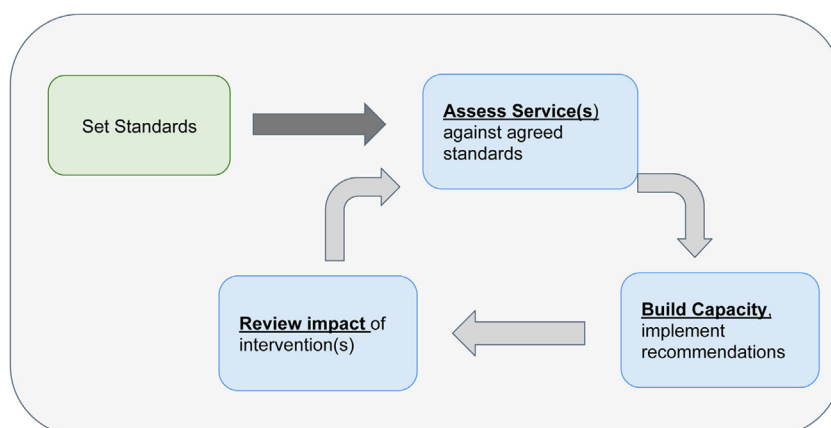 Set Standards
Assess Service(s)
against agreed
standards
Build Capacity,
implement
recommendations
Review impact of
intervention(s)